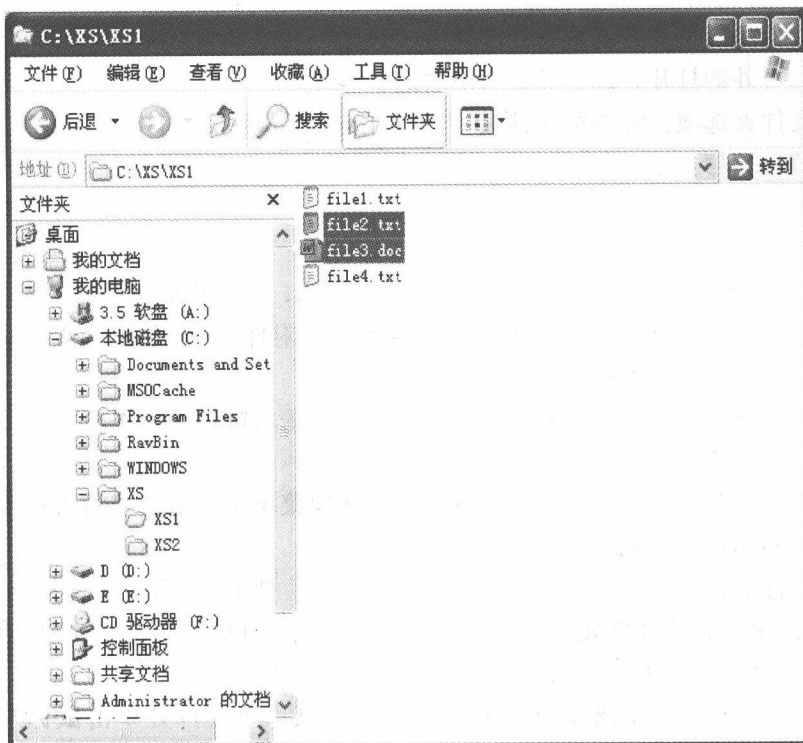 C:\XS\XS1
文件(F) 编辑(E) 查看(V) 收藏(A) 工具(T) 帮助(H)
后退 搜索 文件夹
地址(D) C:\XS\XS1 转到
文件夹
桌面
我的文档
我的电脑
3.5 软盘 (A:)
本地磁盘 (C:)
Documents and Set
MSOCache
Program Files
RavBin
WINDOWS
XS
XS1
XS2
D (D:)
E (E:)
CD 驱动器 (F:)
控制面板
共享文档
Administrator 的文档
file1.txt
file2.txt
file3.doc
file4.txt